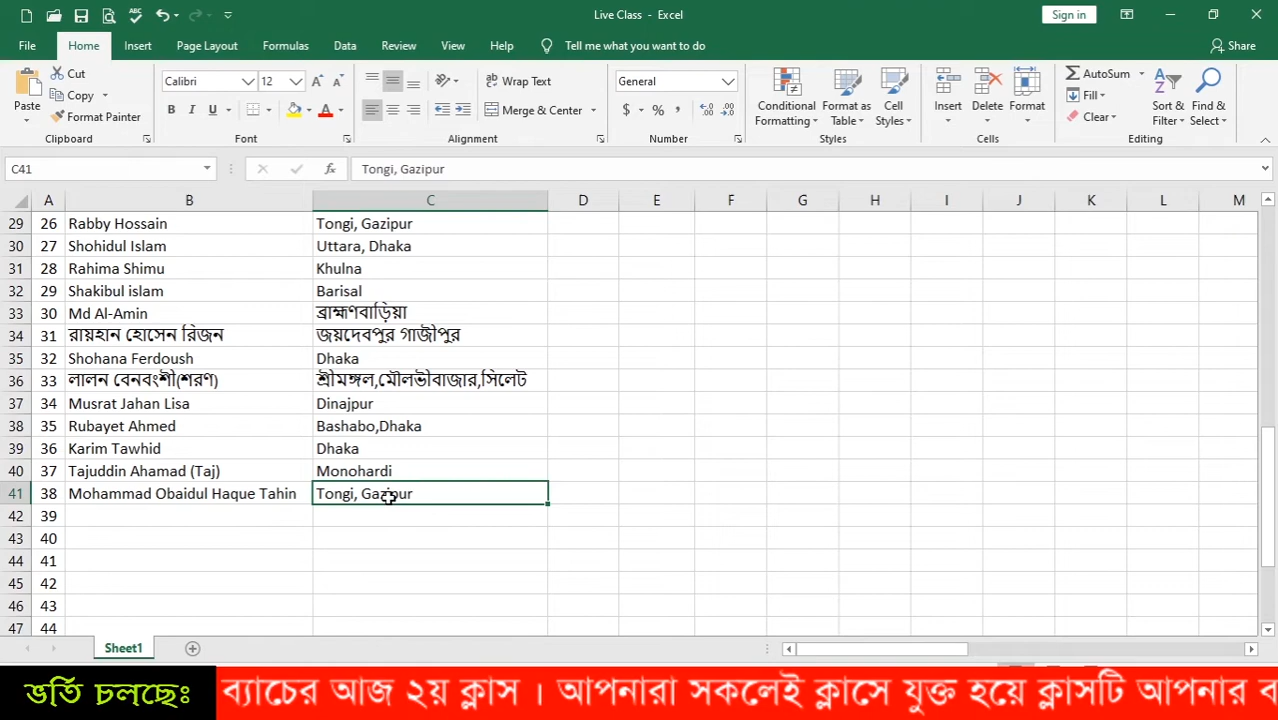 Live Class - Excel
Sign in
File Home Insert Page Layout Formulas Data Review View Help Tell me what you want to do Share
Paste Cut Copy Format Painter Clipboard
Calibri 12 B I U A Font
ab Wrap Text Merge & Center Alignment
General $ % , .00 .0 Number
Conditional Formatting Format as Table Cell Styles Styles
Insert Delete Format Cells
AutoSum Fill Clear Sort & Filter Find & Select Editing
C41 fx Tongi, Gazipur
A B C D E F G H I J K L M
29 26 Rabby Hossain Tongi, Gazipur
30 27 Shohidul Islam Uttara, Dhaka
31 28 Rahima Shimu Khulna
32 29 Shakibul islam Barisal
33 30 Md Al-Amin ব্রাহ্মণবাড়িয়া
34 31 রায়হান হোসেন রিজন জয়দেবপুর গাজীপুর
35 32 Shohana Ferdoush Dhaka
36 33 লালন বেনবংশী(শরণ) শ্রীমঙ্গল,মৌলভীবাজার,সিলেট
37 34 Musrat Jahan Lisa Dinajpur
38 35 Rubayet Ahmed Bashabo,Dhaka
39 36 Karim Tawhid Dhaka
40 37 Tajuddin Ahamad (Taj) Monohardi
41 38 Mohammad Obaidul Haque Tahin Tongi, Gazipur
42 39
43 40
44 41
45 42
46 43
47 44
Sheet1
ভর্তি চলছেঃ ব্যাচের আজ ২য় ক্লাস । আপনারা সকলেই ক্লাসে যুক্ত হয়ে ক্লাসটি আপনার